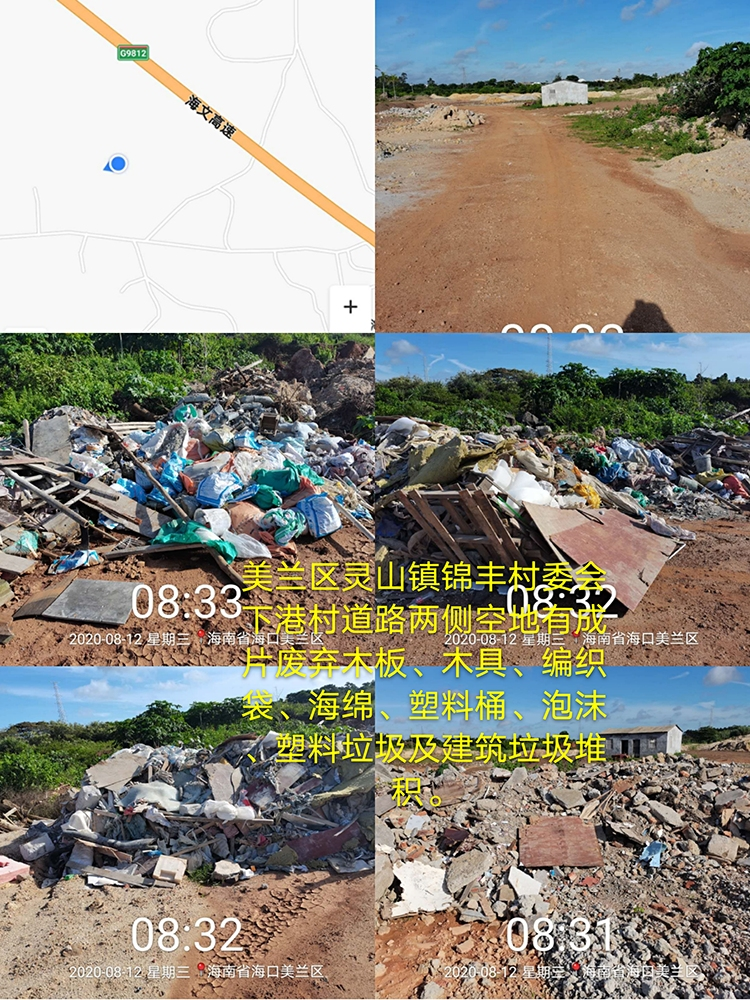 G9812
海文高速
08:33
2020-08-12 星期三 海南省海口美兰区
08:32
2020-08-12 星期三 海南省海口美兰区
美兰区灵山镇锦丰村委会
下港村道路两侧空地有成
片废弃木板、木具、编织
袋、海绵、塑料桶、泡沫
、塑料垃圾及建筑垃圾堆
积。
08:32
2020-08-12 星期三 海南省海口美兰区
08:31
2020-08-12 星期三 海南省海口美兰区